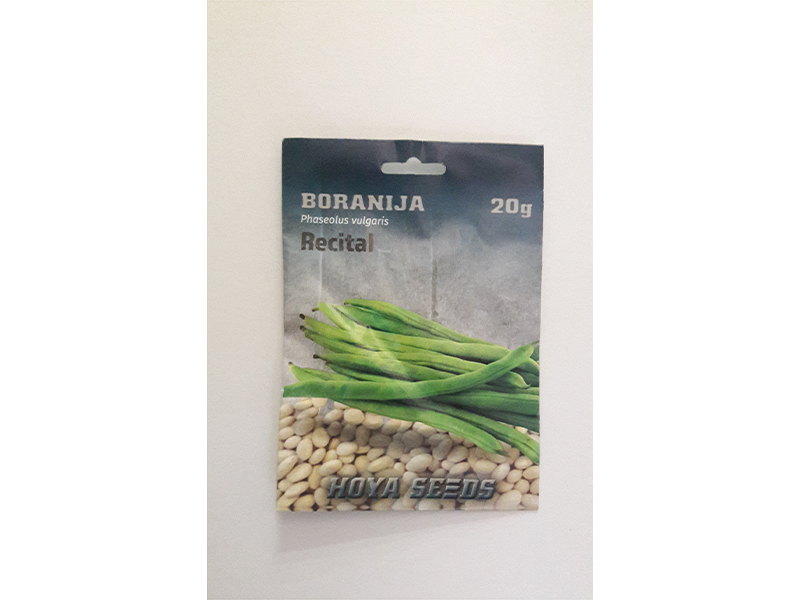 BORANIJA
20g
Phaseolus vulgaris
Recital
HOYA SEEDS